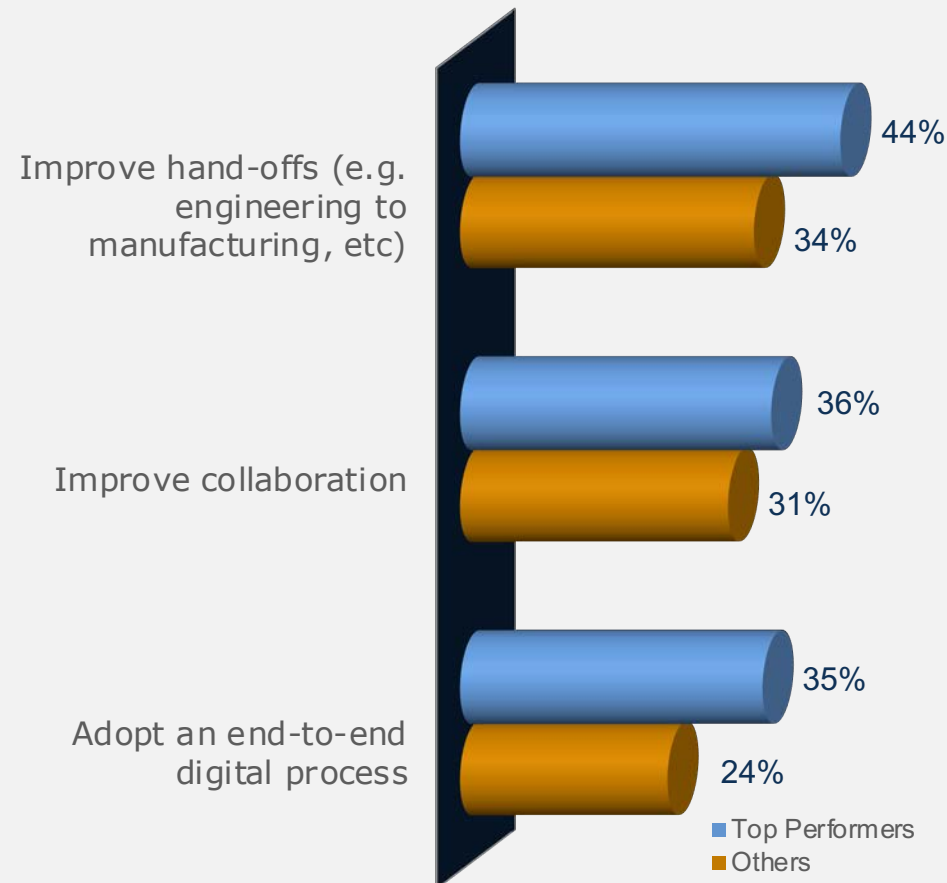 Improve hand-offs (e.g.
engineering to
manufacturing, etc)
44%
34%
Improve collaboration
36%
31%
Adopt an end-to-end
digital process
35%
24%
Top Performers
Others